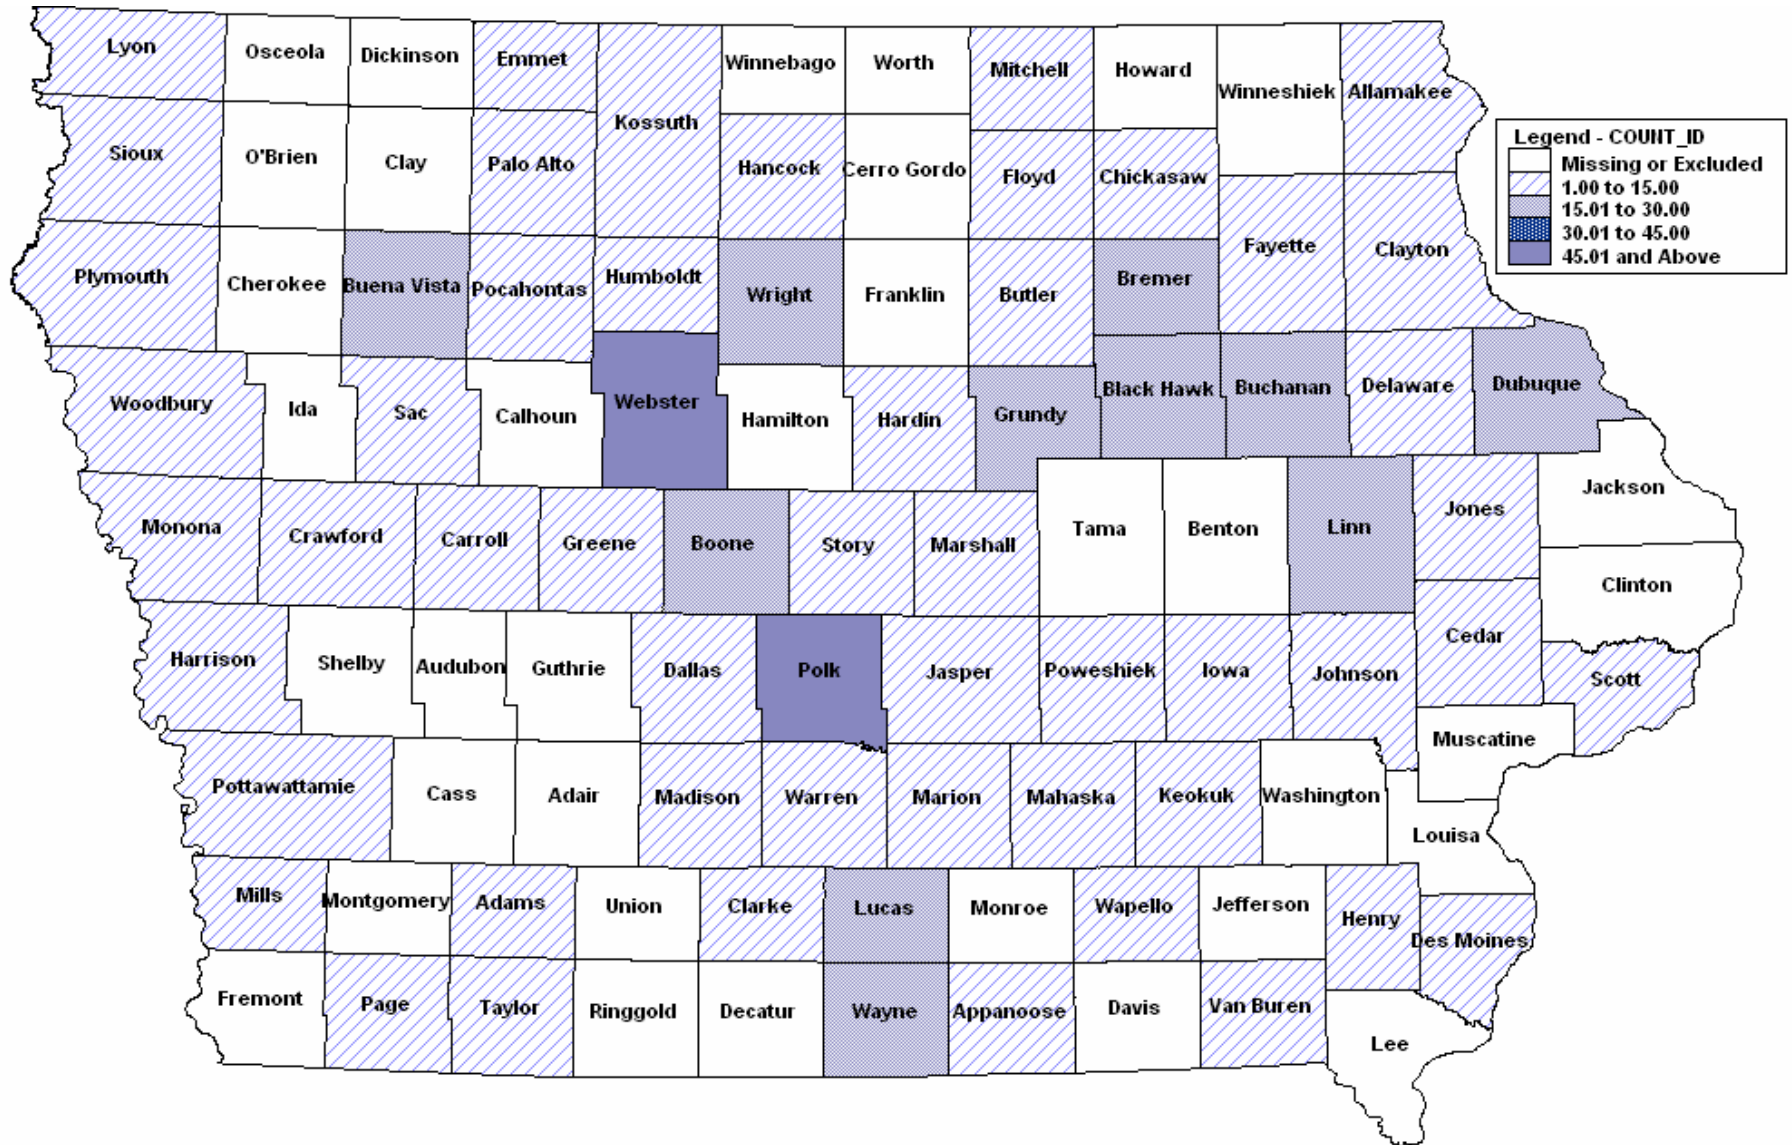 Lyon
Osceola
Dickinson
Emmet
Kossuth
Winnebago
Worth
Mitchell
Howard
Winneshiek
Allamakee
Legend - COUNT_ID
Missing or Excluded
1.00 to 15.00
15.01 to 30.00
30.01 to 45.00
45.01 and Above
Sioux
O'Brien
Clay
Palo Alto
Hancock
Cerro Gordo
Floyd
Chickasaw
Fayette
Clayton
Plymouth
Cherokee
Buena Vista
Pocahontas
Humboldt
Wright
Franklin
Butler
Bremer
Woodbury
Ida
Sac
Calhoun
Webster
Hamilton
Hardin
Grundy
Black Hawk
Buchanan
Delaware
Dubuque
Monona
Crawford
Carroll
Greene
Boone
Story
Marshall
Tama
Benton
Linn
Jones
Jackson
Clinton
Harrison
Shelby
Audubon
Guthrie
Dallas
Polk
Jasper
Poweshiek
Iowa
Johnson
Cedar
Scott
Muscatine
Pottawattamie
Cass
Adair
Madison
Warren
Marion
Mahaska
Keokuk
Washington
Louisa
Mills
Montgomery
Adams
Union
Clarke
Lucas
Monroe
Wapello
Jefferson
Henry
Des Moines
Fremont
Page
Taylor
Ringgold
Decatur
Wayne
Appanoose
Davis
Van Buren
Lee